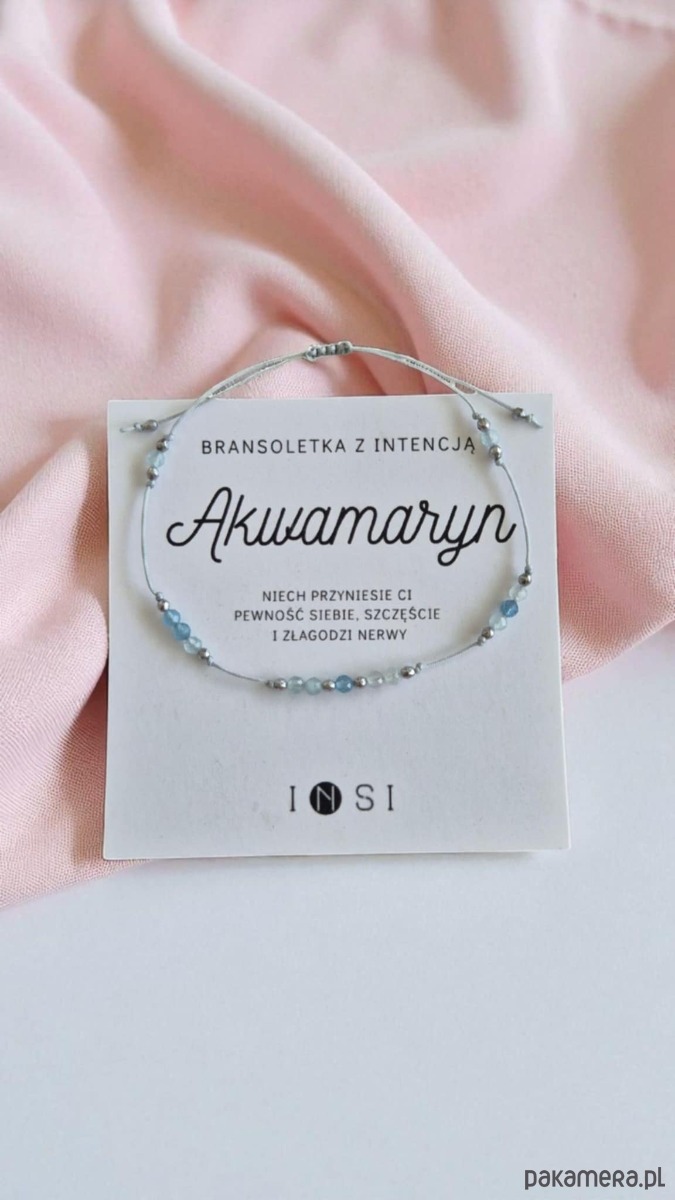 BRANSOLETKA Z INTENCJĄ
Akwamaryn
NIECH PRZYNIESIE CI
PEWNOŚĆ SIEBIE, SZCZĘŚCIE
I ZŁAGODZI NERWY
INSI
pakamera.pl